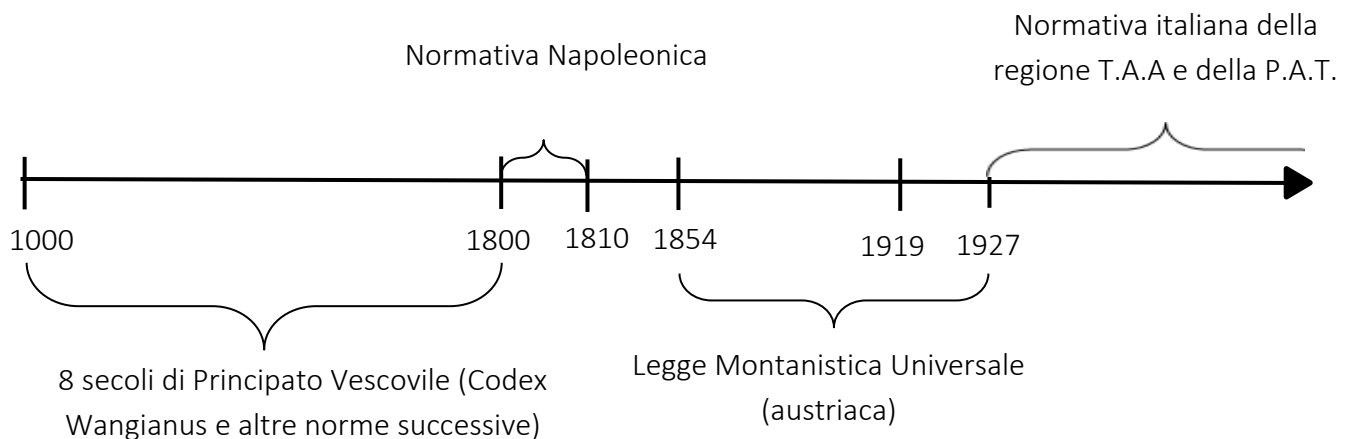 Normativa italiana della
regione T.A.A e della P.A.T.
Normativa Napoleonica
1000
1800
1810
1854
1919
1927
8 secoli di Principato Vescovile (Codex
Wangianus e altre norme successive)
Legge Montanistica Universale
(austriaca)